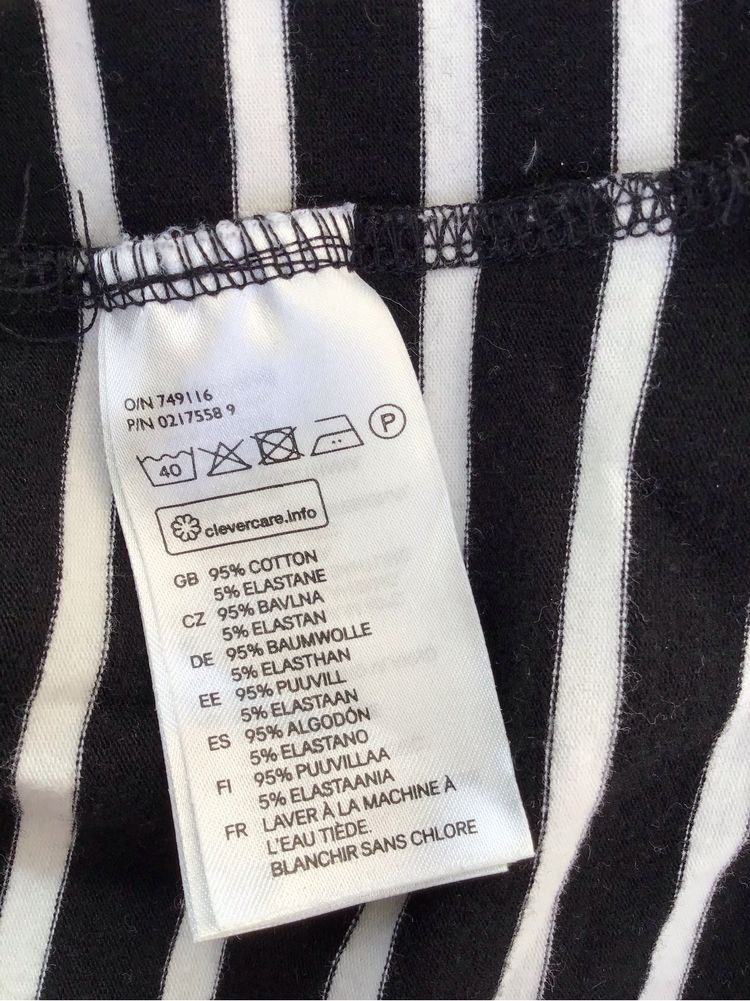 O/N 749116
P/N 0217558 9
40 P
clevercare.info
GB 95% COTTON
5% ELASTANE
CZ 95% BAVLNA
5% ELASTAN
DE 95% BAUMWOLLE
5% ELASTHAN
EE 95% PUUVILL
5% ELASTAAN
ES 95% ALGODÓN
5% ELASTANO
FI 95% PUUVILLAA
5% ELASTAANIA
FR LAVER À LA MACHINE À
L'EAU TIÈDE.
BLANCHIR SANS CHLORE